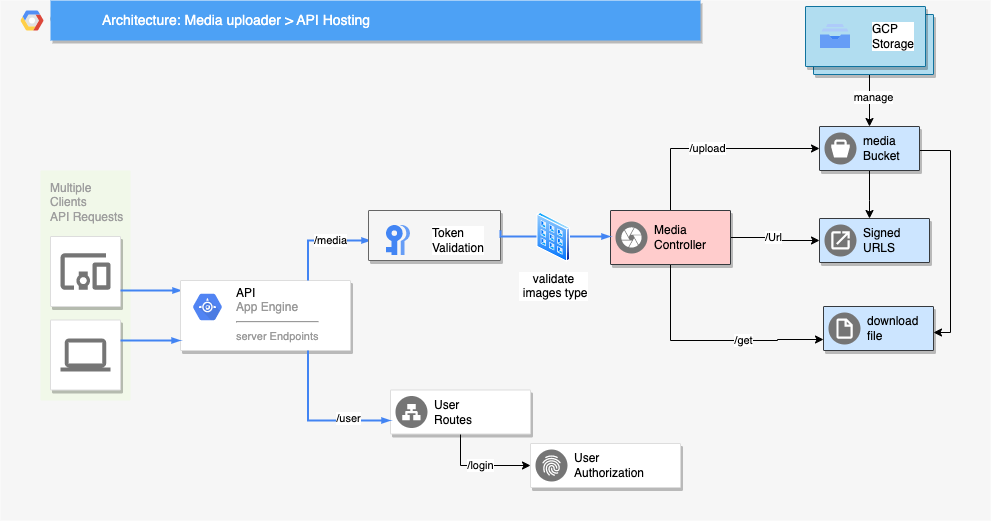 Architecture: Media uploader > API Hosting
GCP
Storage
manage
media
Bucket
/upload
Multiple
Clients
API Requests
/media
Token
Validation
validate
images type
Media
Controller
/Url
Signed
URLS
API
App Engine
server Endpoints
/get
download
file
/user
User
Routes
/login
User
Authorization